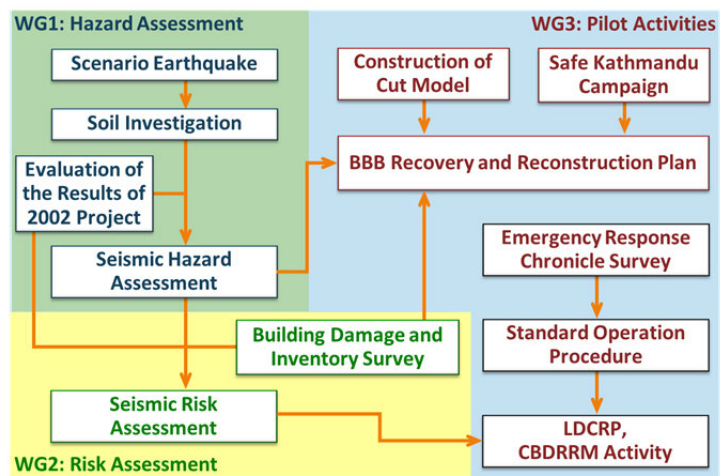 WG1: Hazard Assessment
WG3: Pilot Activities
Scenario Earthquake
Construction of
Cut Model
Safe Kathmandu
Campaign
Soil Investigation
Evaluation of
the Results of
2002 Project
BBB Recovery and Reconstruction Plan
Seismic Hazard
Assessment
Emergency Response
Chronicle Survey
Building Damage and
Inventory Survey
Standard Operation
Procedure
Seismic Risk
Assessment
LDCRP,
CBDRRM Activity
WG2: Risk Assessment